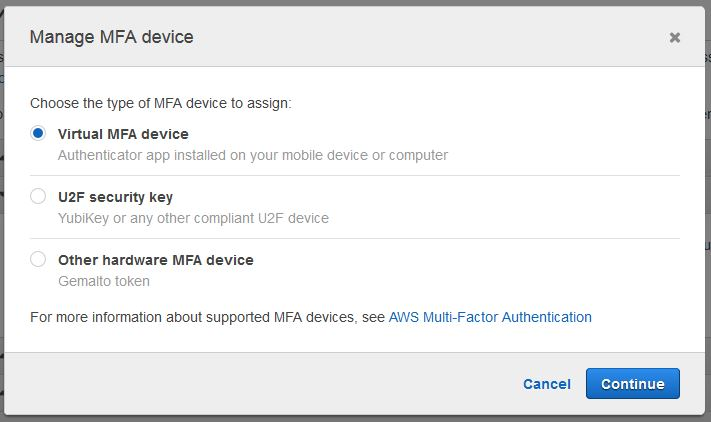 Manage MFA device
Choose the type of MFA device to assign:
Virtual MFA device
Authenticator app installed on your mobile device or computer
U2F security key
YubiKey or any other compliant U2F device
Other hardware MFA device
Gemalto token
For more information about supported MFA devices, see AWS Multi-Factor Authentication
Cancel Continue